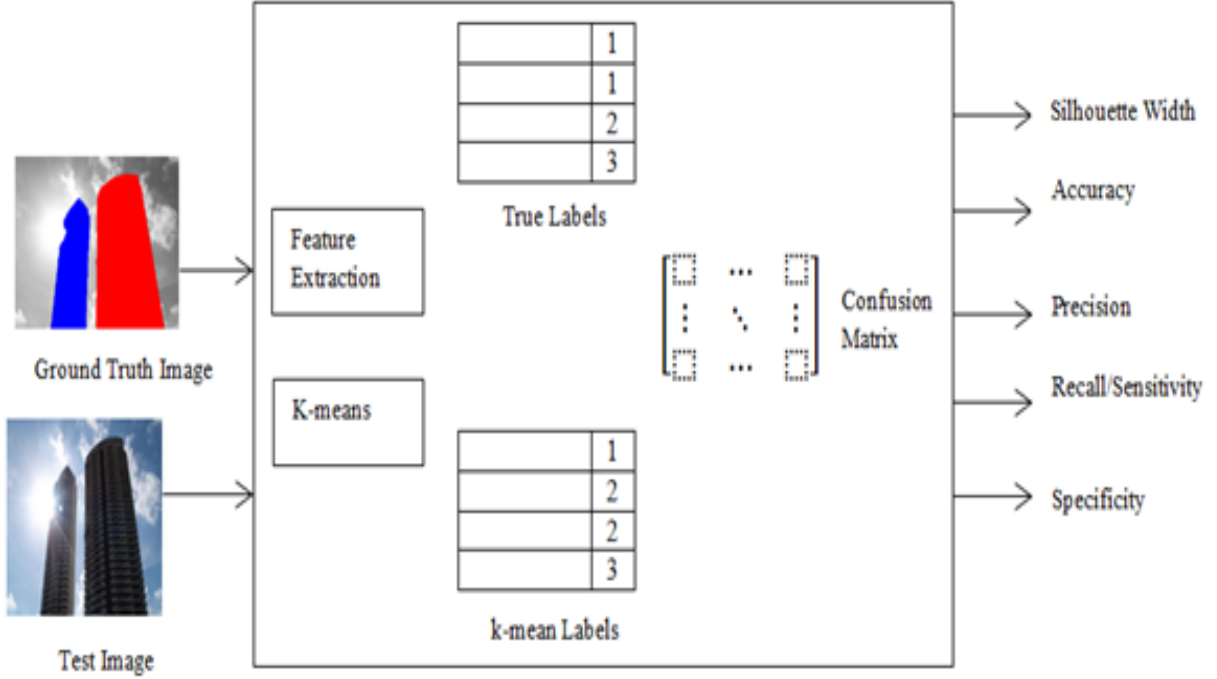 Ground Truth Image
Test Image
Feature
Extraction
K-means
1
1
2
3
True Labels
1
2
2
3
k-mean Labels
Confusion
Matrix
Silhouette Width
Accuracy
Precision
Recall/Sensitivity
Specificity